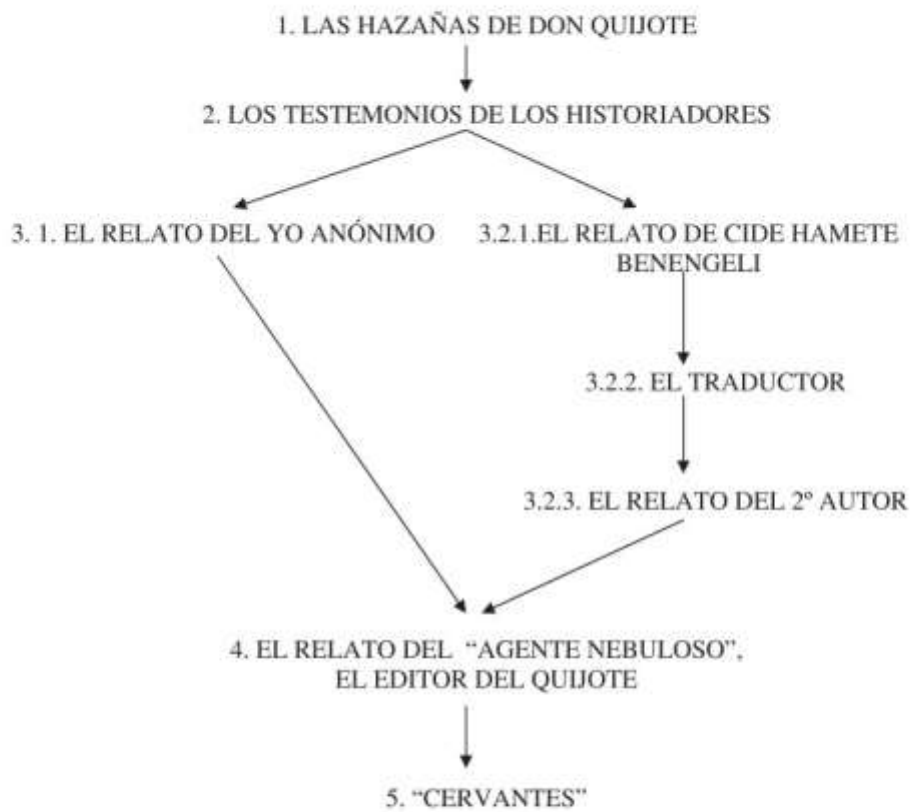 1. LAS HAZAÑAS DE DON QUIJOTE
2. LOS TESTEMONIOS DE LOS HISTORIADORES
3. 1. EL RELATO DEL YO ANÓNIMO
3.2.1.EL RELATO DE CIDE HAMETE
BENENGELI
3.2.2. EL TRADUCTOR
3.2.3. EL RELATO DEL 2º AUTOR
4. EL RELATO DEL “AGENTE NEBULOSO”,
EL EDITOR DEL QUIJOTE
5. “CERVANTES”